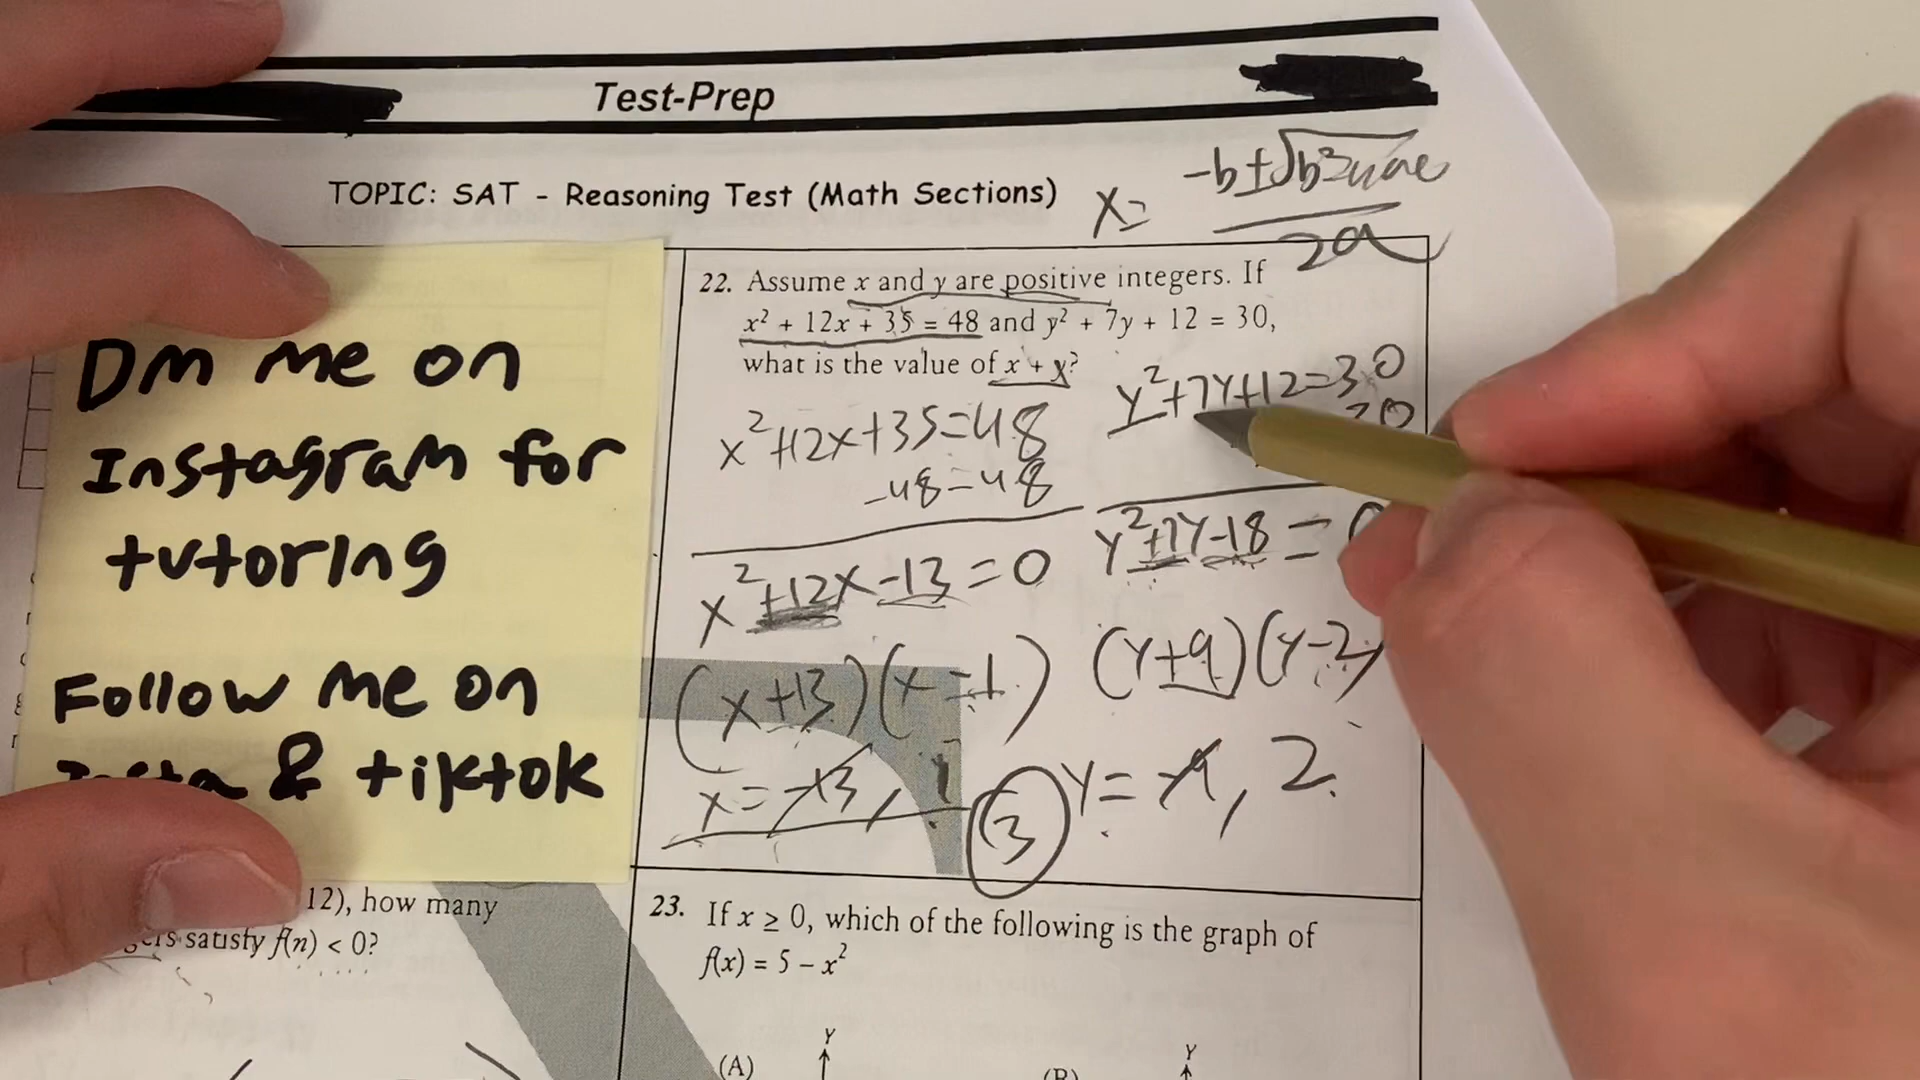 Test-Prep
TOPIC: SAT - Reasoning Test (Math Sections)
x=
-b±√b²-4ac
2a
DM me on
Instagram for
tutoring
Follow me on
& tiktok
22. Assume x and y are positive integers. If
x² + 12x + 35 = 48 and y² + 7y + 12 = 30,
what is the value of x + y?
x²+12x+35=48
-48=48
x²+12x-13=0
(x+13)(x-1)
x=-13, 1
y²+7y+12=30
y²+7y-18=
(y+9)(y-2)
y=-9, 2
3
12), how many
satisfy f(n) < 0?
23. If x ≥ 0, which of the following is the graph of
f(x) = 5 – x²
(A)
Y
(B)
Y